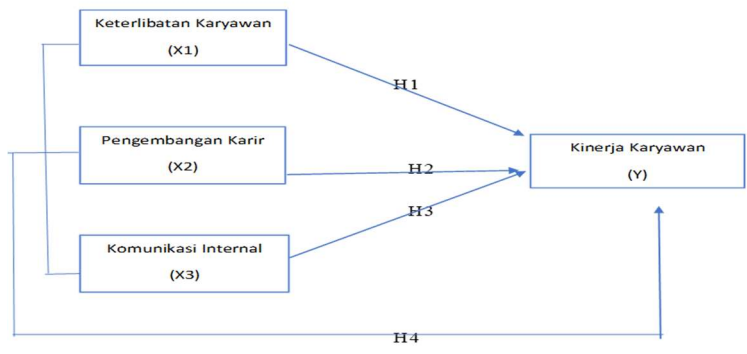 Keterlibatan Karyawan
(X1)
H1
Pengembangan Karir
(X2)
Kinerja Karyawan
(Y)
H2
H3
Komunikasi Internal
(X3)
H4